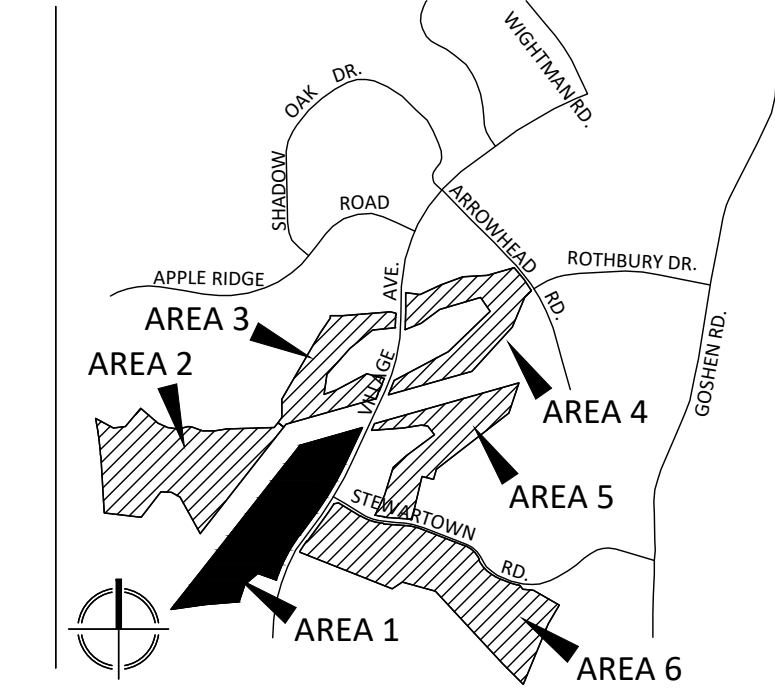 WIGHTMAN RD.
OAK DR.
SHADOW
ROAD
ARROWHEAD
ROTHBURY DR.
APPLE RIDGE
AVE.
RD.
AREA 3
GOSHEN RD.
AREA 2
VILLAGE
AREA 4
AREA 5
STEWARTOWN
RD.
AREA 1
AREA 6